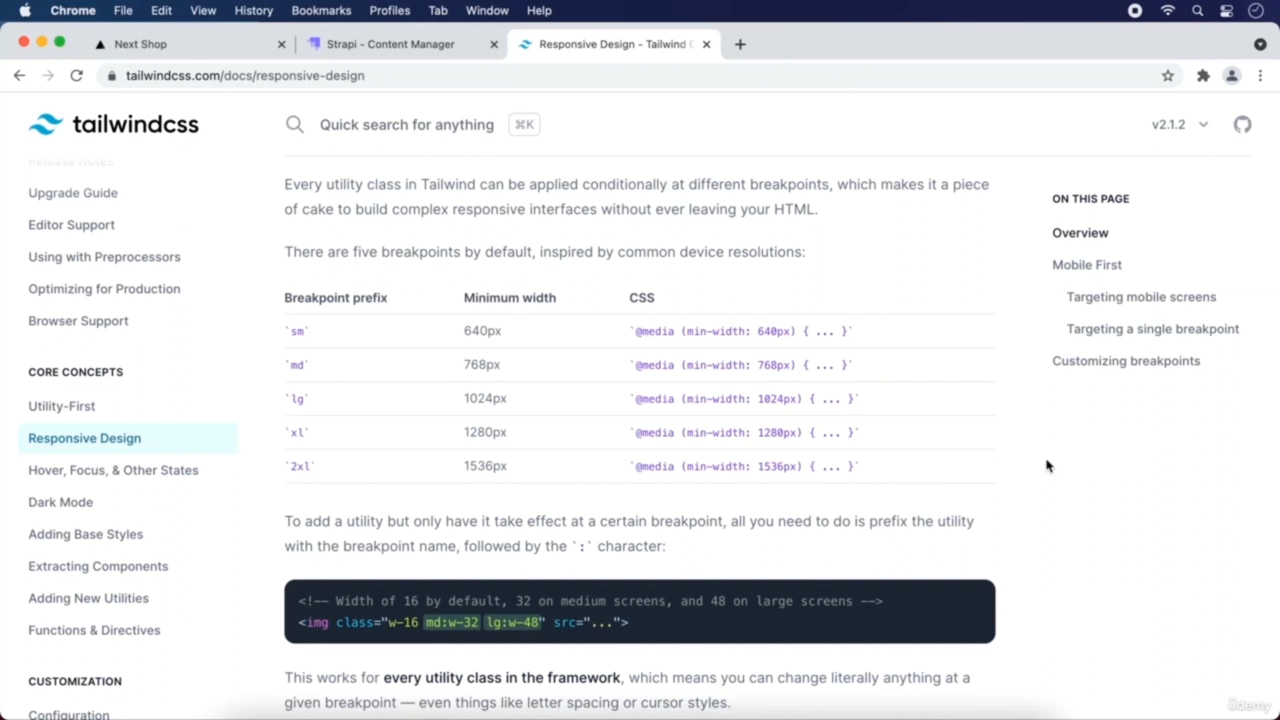 Chrome File Edit View History Bookmarks Profiles Tab Window Help
Next Shop
Strapi - Content Manager
Responsive Design - Tailwind C
tailwindcss.com/docs/responsive-design
tailwindcss
Quick search for anything ⌘K
v2.1.2
Release Notes
Upgrade Guide
Editor Support
Using with Preprocessors
Optimizing for Production
Browser Support
CORE CONCEPTS
Utility-First
Responsive Design
Hover, Focus, & Other States
Dark Mode
Adding Base Styles
Extracting Components
Adding New Utilities
Functions & Directives
CUSTOMIZATION
Configuration
Every utility class in Tailwind can be applied conditionally at different breakpoints, which makes it a piece
of cake to build complex responsive interfaces without ever leaving your HTML.
There are five breakpoints by default, inspired by common device resolutions:
Breakpoint prefix Minimum width CSS
`sm` 640px `@media (min-width: 640px) { ... }`
`md` 768px `@media (min-width: 768px) { ... }`
`lg` 1024px `@media (min-width: 1024px) { ... }`
`xl` 1280px `@media (min-width: 1280px) { ... }`
`2xl` 1536px `@media (min-width: 1536px) { ... }`
To add a utility but only have it take effect at a certain breakpoint, all you need to do is prefix the utility
with the breakpoint name, followed by the `:` character:
<!-- Width of 16 by default, 32 on medium screens, and 48 on large screens -->
<img class="w-16 md:w-32 lg:w-48" src="...">
This works for every utility class in the framework, which means you can change literally anything at a
given breakpoint — even things like letter spacing or cursor styles.
ON THIS PAGE
Overview
Mobile First
Targeting mobile screens
Targeting a single breakpoint
Customizing breakpoints
ûdemy